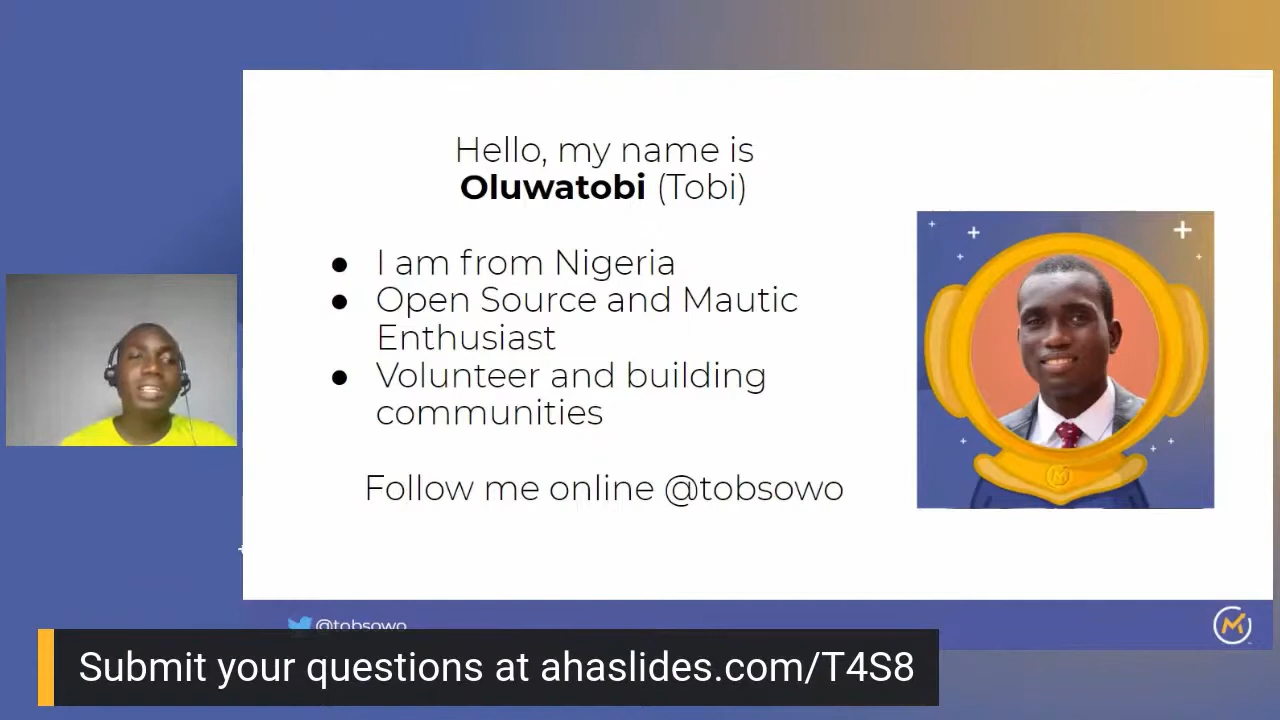 Hello, my name is
Oluwatobi (Tobi)
● I am from Nigeria
● Open Source and Mautic
Enthusiast
● Volunteer and building
communities
Follow me online @tobsowo
@tobsowo
Submit your questions at ahaslides.com/T4S8